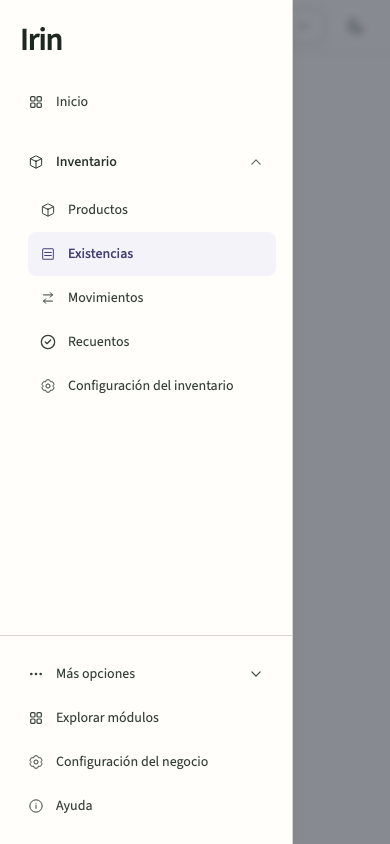 Irin
Inicio
Inventario
Productos
Existencias
Movimientos
Recuentos
Configuración del inventario
Más opciones
Explorar módulos
Configuración del negocio
Ayuda